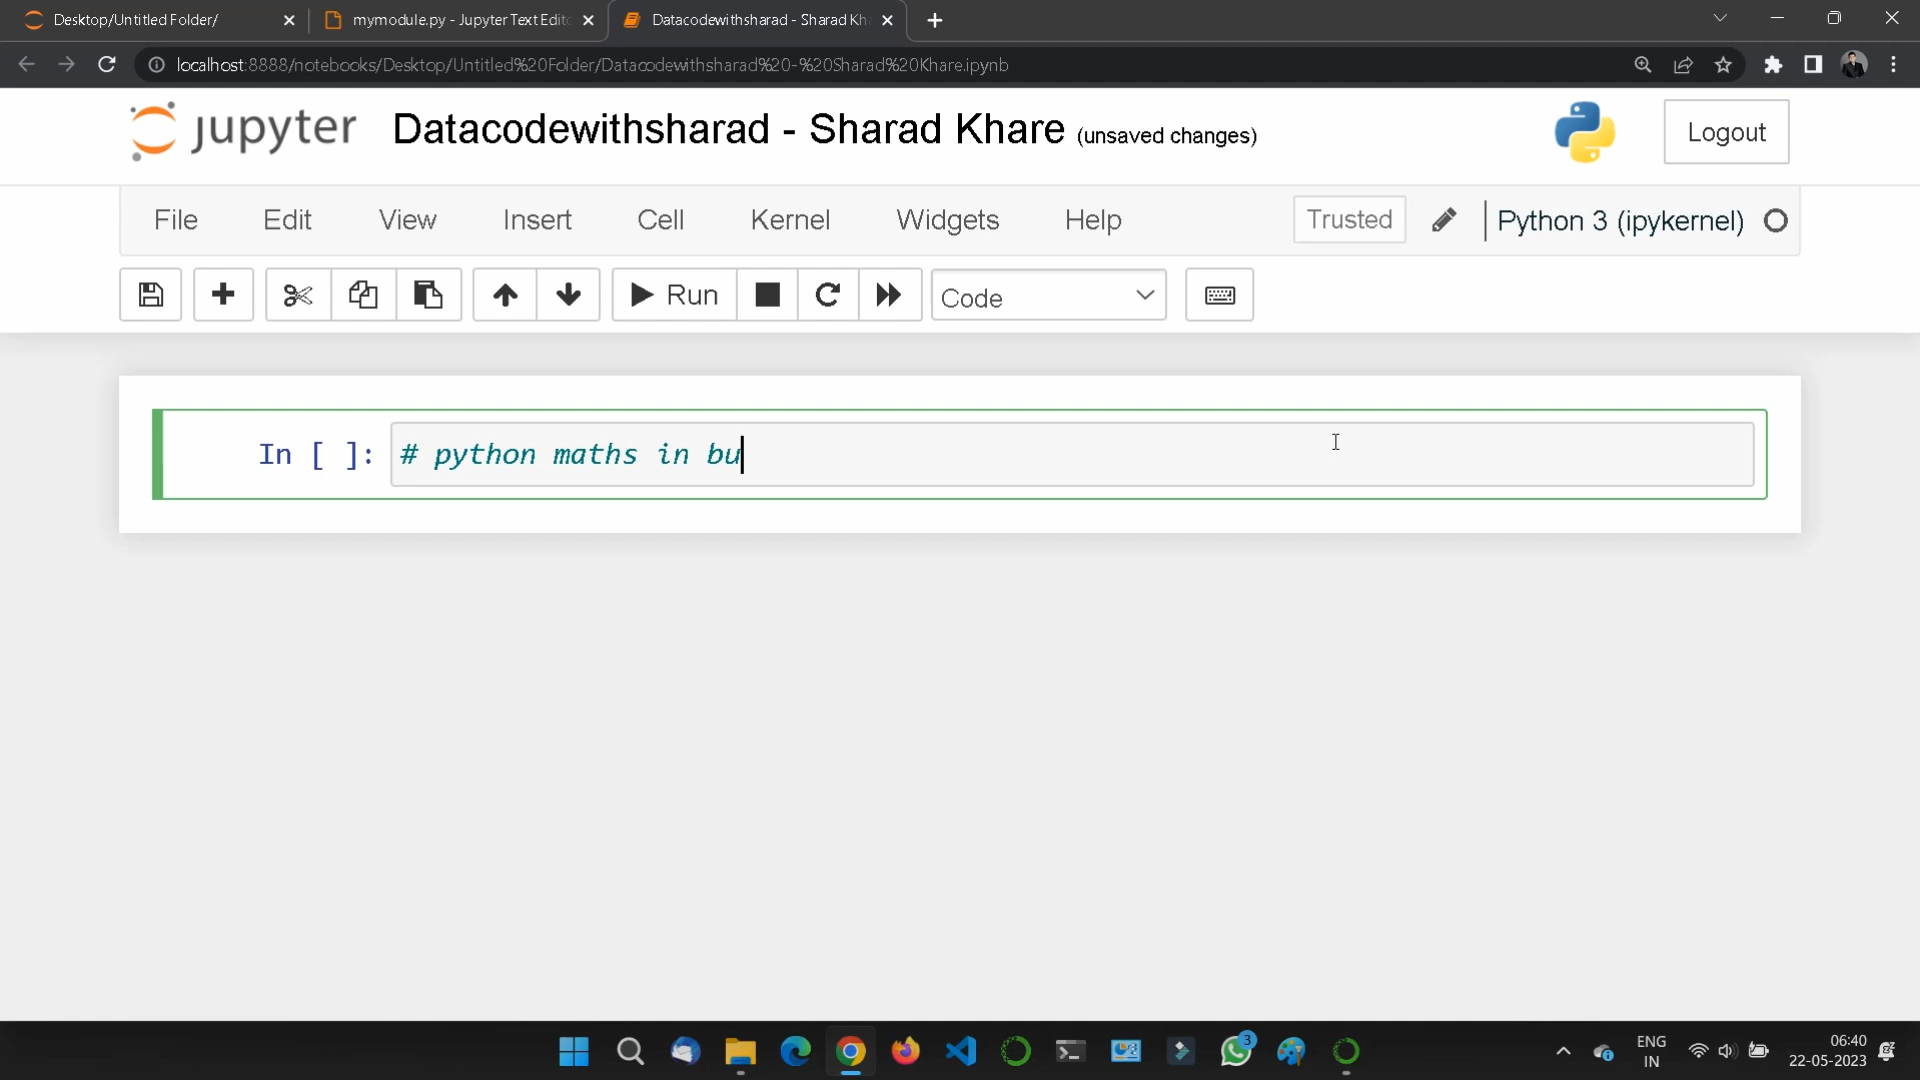 Desktop/Untitled Folder/
mymodule.py - Jupyter Text Edito
Datacodewithsharad - Sharad Kha
localhost:8888/notebooks/Desktop/Untitled%20Folder/Datacodewithsharad%20-%20Sharad%20Khare.ipynb
jupyter Datacodewithsharad - Sharad Khare (unsaved changes)
Logout
File Edit View Insert Cell Kernel Widgets Help Trusted Python 3 (ipykernel)
Run Code
In [ ]: # python maths in bu
3
ENG
IN
06:40
22-05-2023